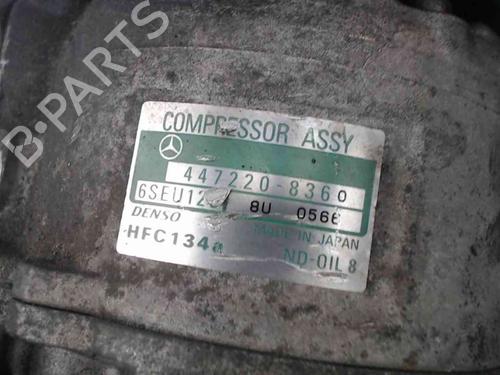 COMPRESSOR ASSY
447220-8360
6SEU12 8U 0566
DENSO MADE IN JAPAN
HFC134a ND-OIL 8
B-PARTS